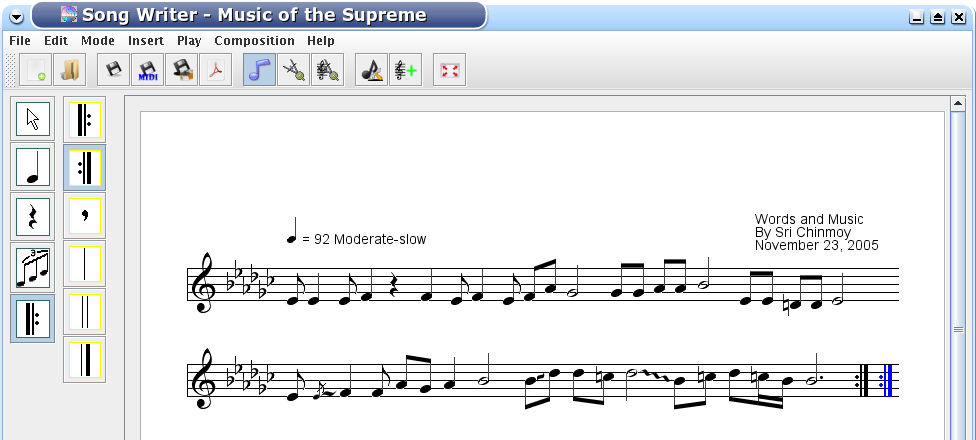 Song Writer - Music of the Supreme
File Edit Mode Insert Play Composition Help
MIDI
3
Words and Music
By Sri Chinmoy
November 23, 2005
= 92 Moderate-slow